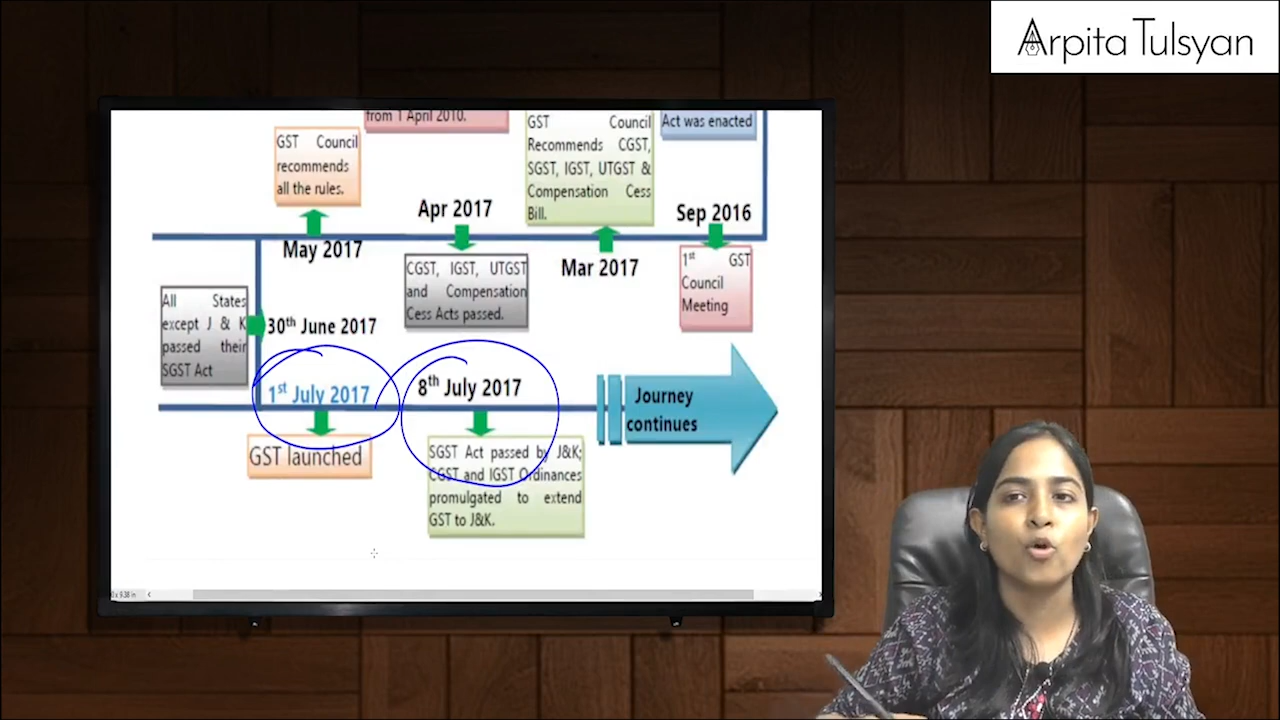 Arpita Tulsyan
from 1 April 2010.
GST Council
Recommends CGST,
SGST, IGST, UTGST &
Compensation Cess
Bill.
Act was enacted
GST Council
recommends
all the rules.
Apr 2017
Sep 2016
May 2017
Mar 2017
CGST, IGST, UTGST
and Compensation
Cess Acts passed.
1st GST
Council
Meeting
All States
except J & K
passed their
SGST Act
30th June 2017
1st July 2017
8th July 2017
Journey
continues
GST launched
SGST Act passed by J&K;
CGST and IGST Ordinances
promulgated to extend
GST to J&K.